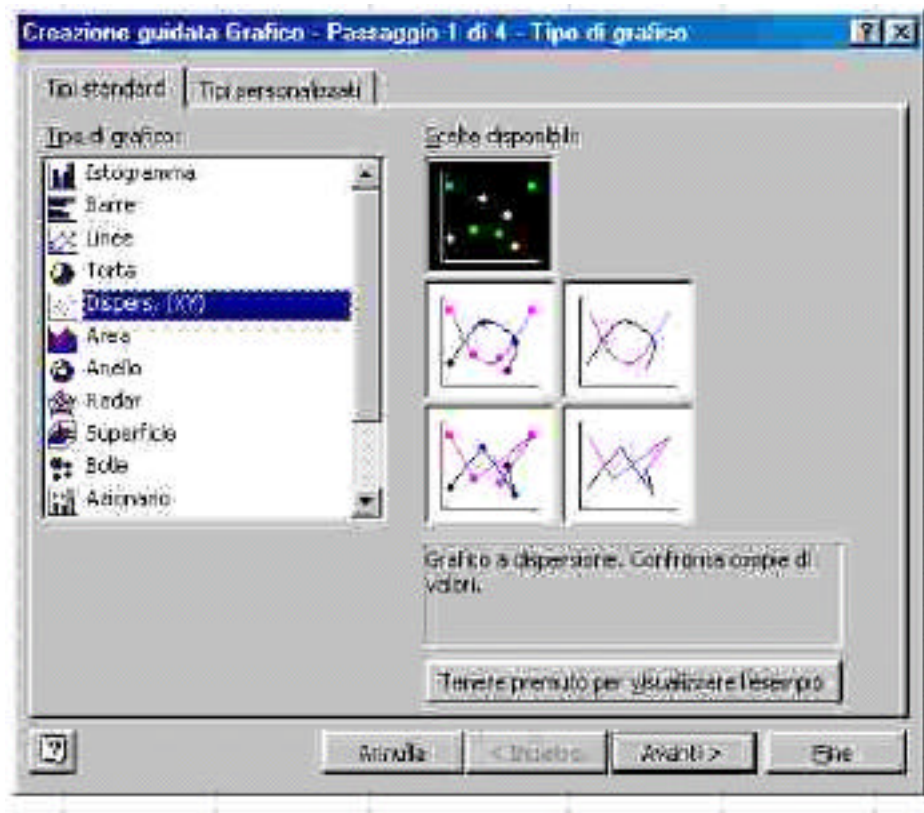 Creazione guidata Grafico - Passaggio 1 di 4 - Tipo di grafico
Tipi standard
Tipi personalizzati
Tipo di grafico:
Istogramma
Barre
Linee
Torta
Dispers. (XY)
Area
Anello
Radar
Superficie
Bolle
Azionario
Scelte disponibili:
Grafico a dispersione. Confronta coppie di
valori.
Tenere premuto per visualizzare l'esempio
Annulla
< Indietro
Avanti >
Fine